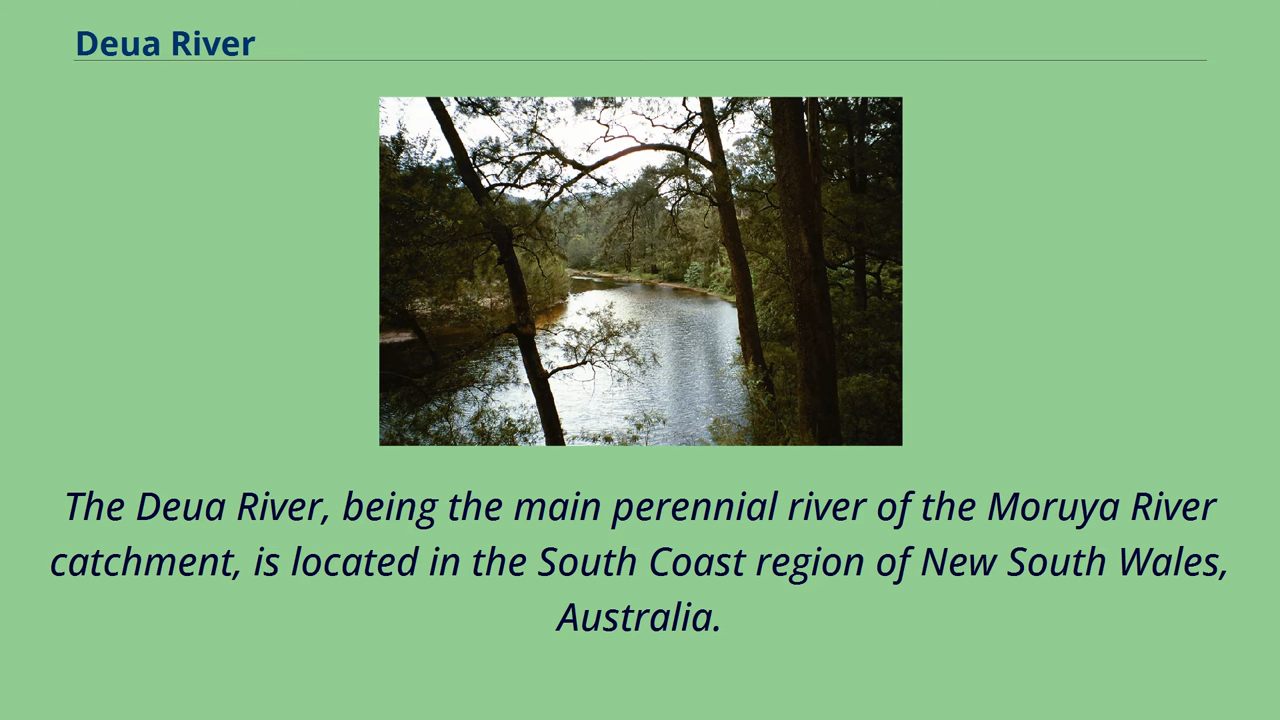 Deua River
The Deua River, being the main perennial river of the Moruya River
catchment, is located in the South Coast region of New South Wales,
Australia.